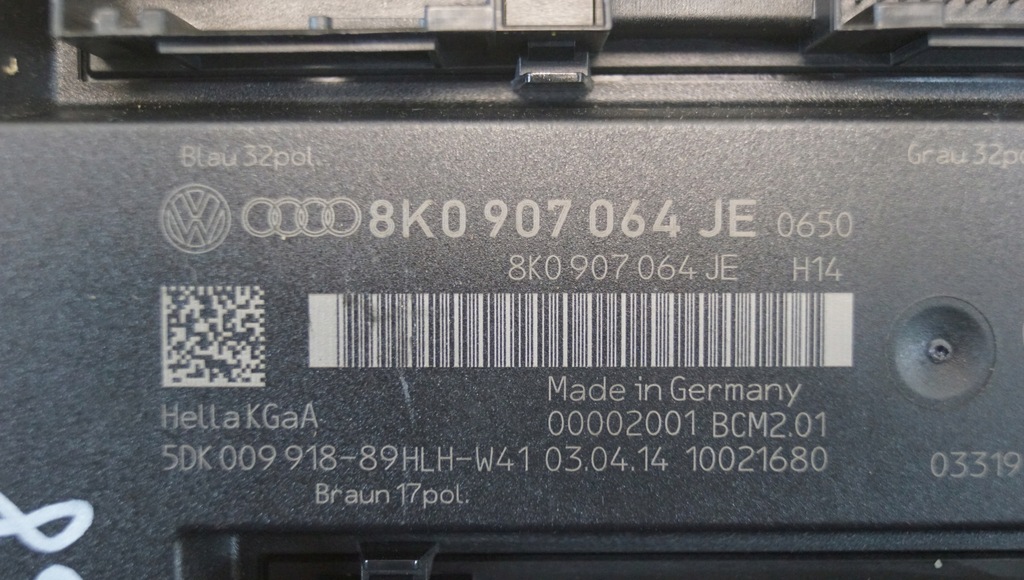 Blau 32pol. Grau 32po
8K0 907 064 JE 0650
8K0 907 064 JE H14
Made in Germany
Hella KGaA 00002001 BCM2.01
5DK 009 918-89HLH-W41 03.04.14 10021680 03319
Braun 17pol.